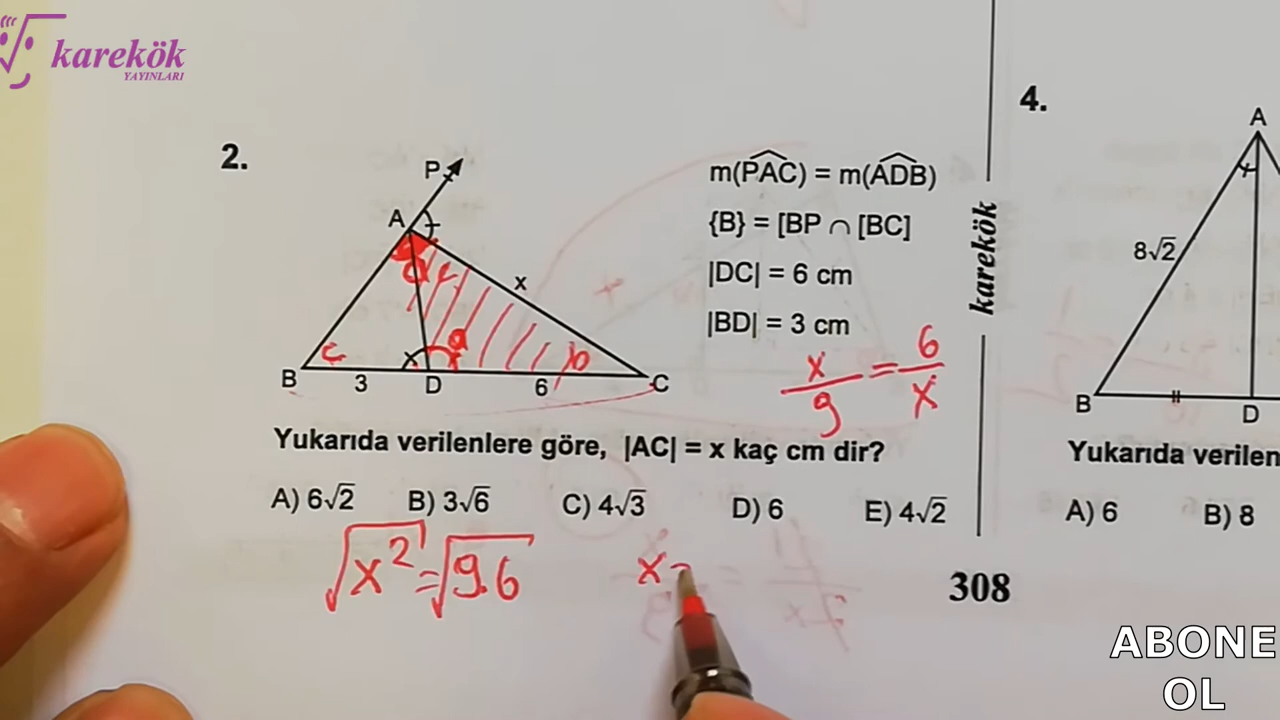 karekök
YAYINLARI
2.
P
A
x
a
c
x
a
b
B
3
D
6
C
m(PAC) = m(ADB)
{B} = [BP ∩ [BC]
|DC| = 6 cm
|BD| = 3 cm
x/9 = 6/x
Yukarıda verilenlere göre, |AC| = x kaç cm dir?
A) 6√2 B) 3√6 C) 4√3 D) 6 E) 4√2
√x² = √9.6
x=
karekök
308
4.
A
8√2
B
D
Yukarıda verilen
A) 6 B) 8
ABONE
OL